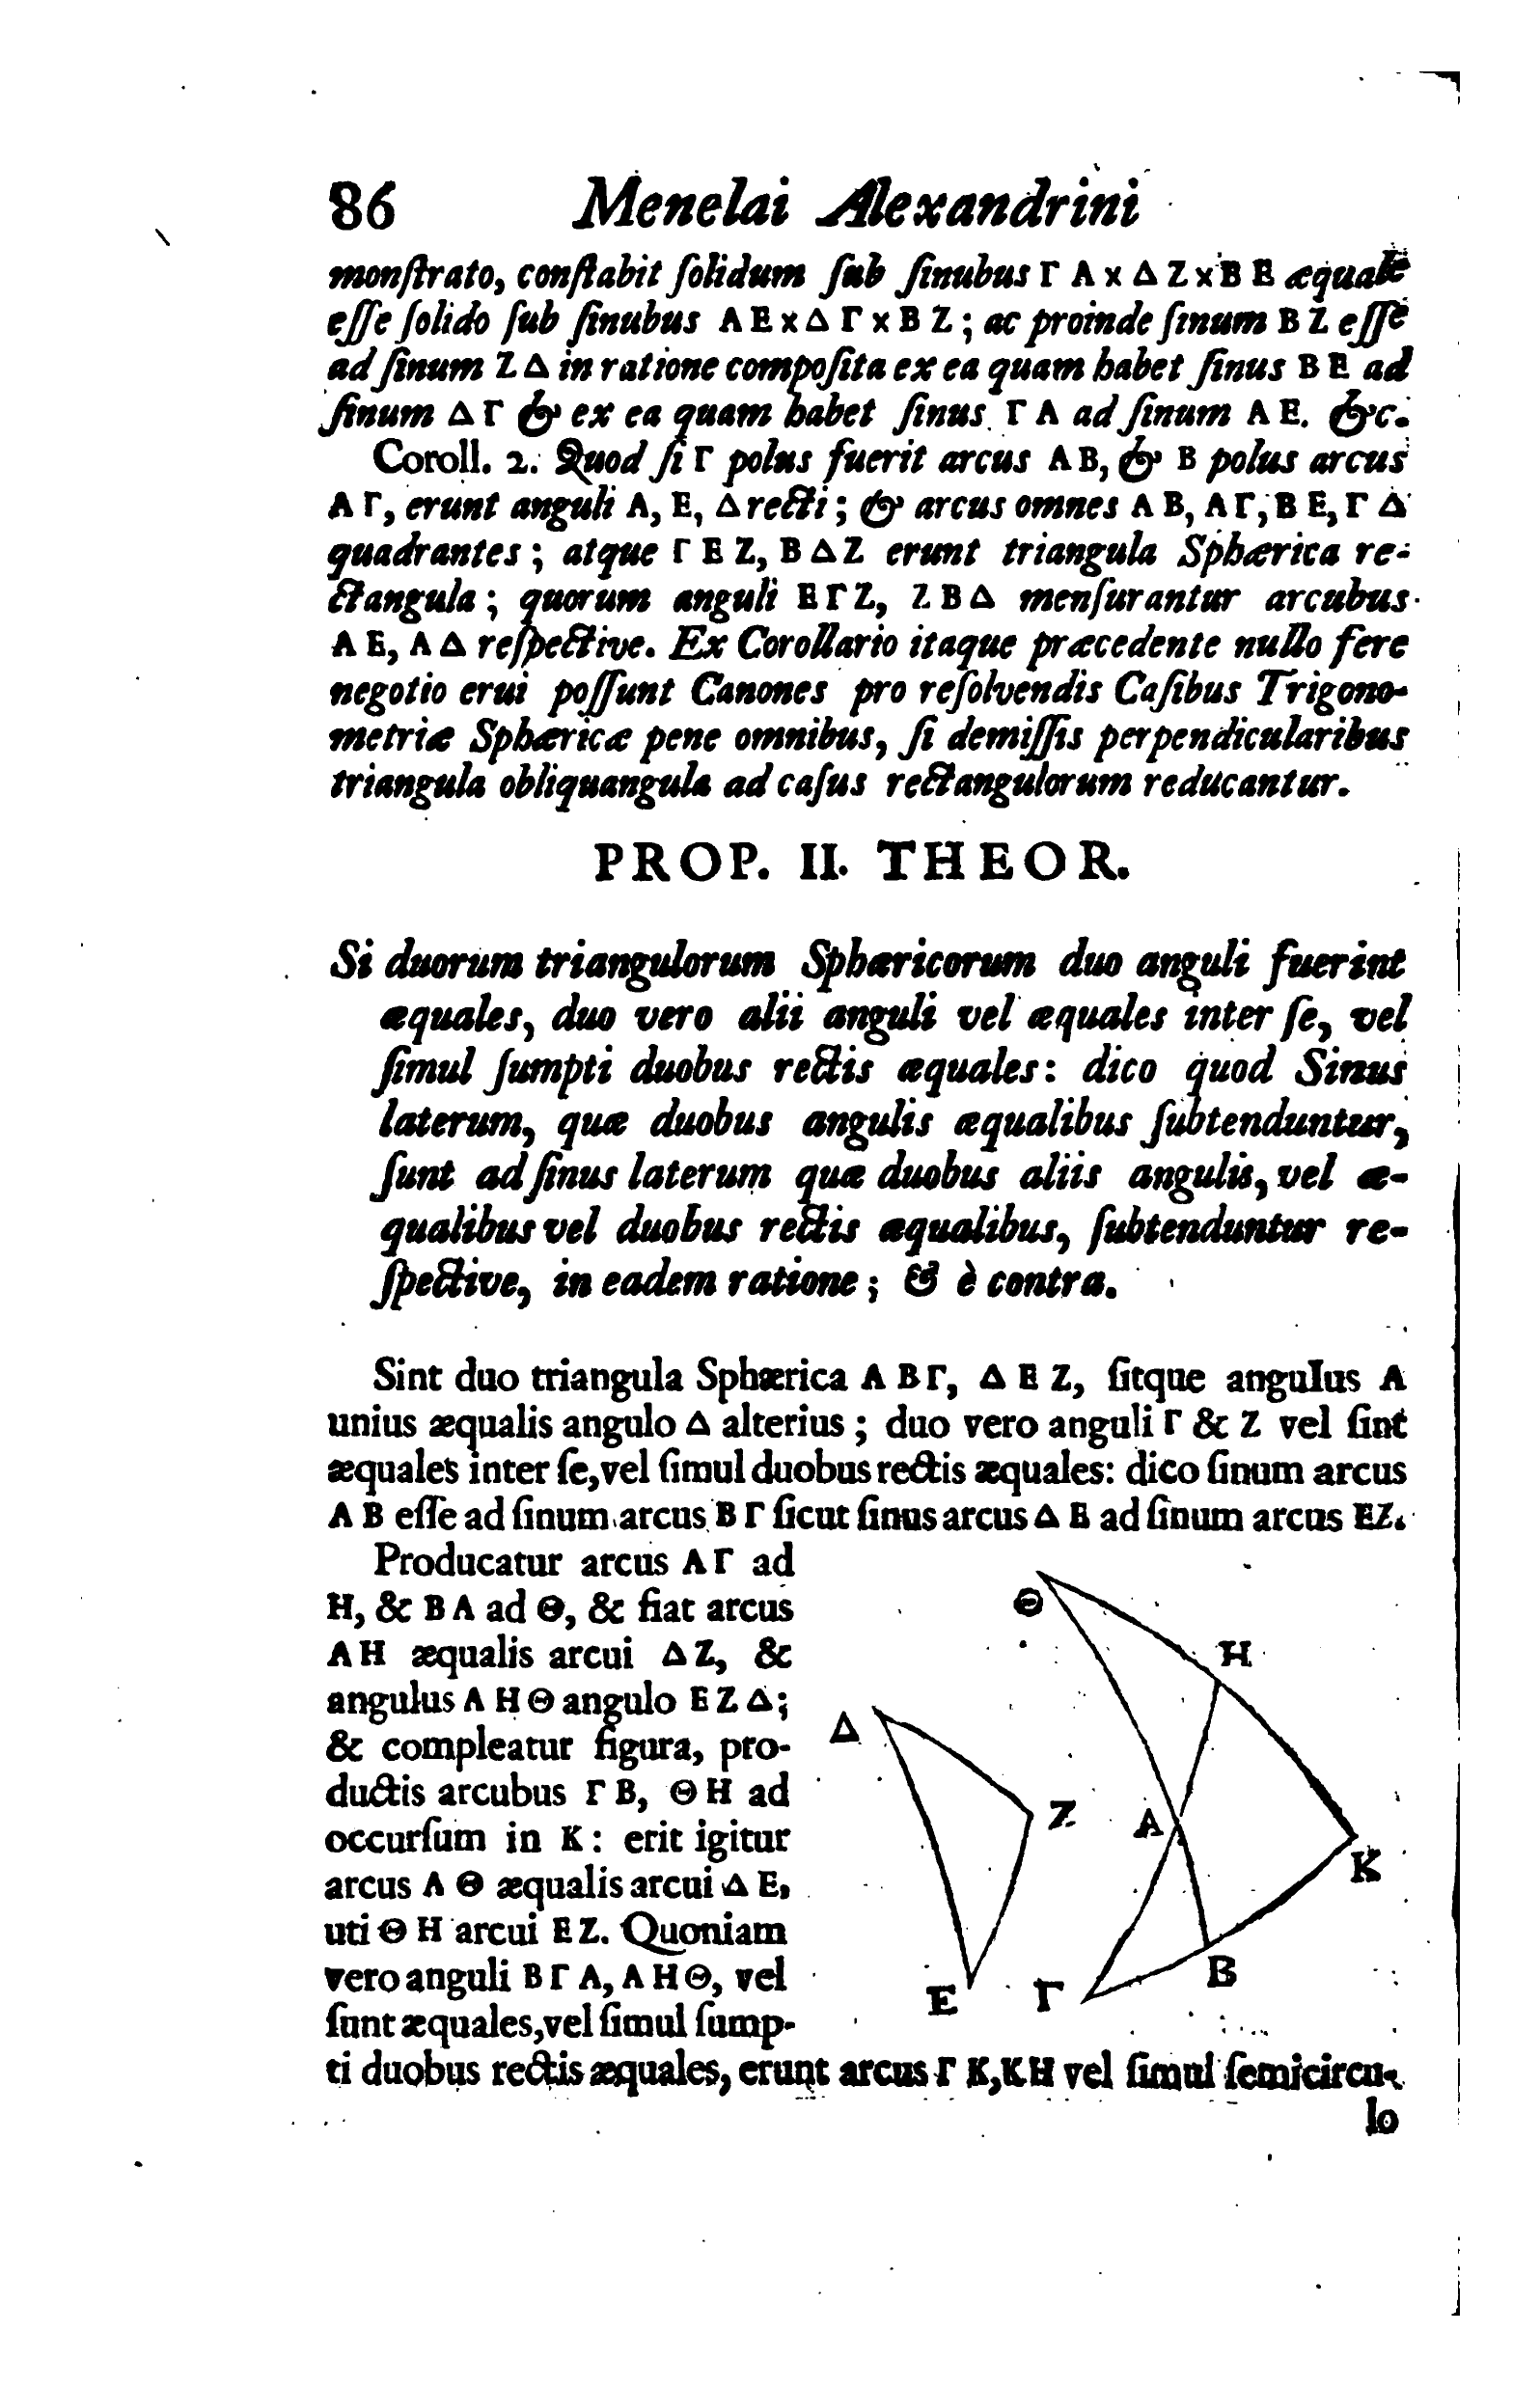 86 Menelai Alexandrini
monſtrato, conſtabit ſolidum ſub ſinubus Γ Α x Δ Ζ x Β Ε æquale
eſſe ſolido ſub ſinubus Α Ε x Δ Γ x Β Ζ; ac proinde ſinum Β Ζ eſſe
ad ſinum Ζ Δ in ratione compoſita ex ea quam habet ſinus Β Ε ad
ſinum Δ Γ & ex ea quam habet ſinus Γ Α ad ſinum Α Ε. &c.
Coroll. 2. Quod ſi Γ polus fuerit arcus Α Β, & Β polus arcus
Α Γ, erunt anguli Α, Ε, Δ recti; & arcus omnes Α Β, Α Γ, Β Ε, Γ Δ
quadrantes; atque Γ Ε Ζ, Β Δ Ζ erunt triangula Sphærica re-
ctangula; quorum anguli Ε Γ Ζ, Ζ Β Δ menſurantur arcubus
Α Ε, Α Δ reſpective. Ex Corollario itaque præcedente nullo fere
negotio erui poſſunt Canones pro reſolvendis Caſibus Trigono-
metriæ Sphæricæ pene omnibus, ſi demiſſis perpendicularibus
triangula obliquangula ad caſus rectangulorum reducantur.
PROP. II. THEOR.
Si duorum triangulorum Sphæricorum duo anguli fuerint
æquales, duo vero alii anguli vel æquales inter ſe, vel
ſimul ſumpti duobus rectis æquales: dico quod Sinus
laterum, quæ duobus angulis æqualibus ſubtenduntur,
ſunt ad ſinus laterum quæ duobus aliis angulis, vel æ-
qualibus vel duobus rectis æqualibus, ſubtenduntur re-
ſpective, in eadem ratione; & è contra.
Sint duo triangula Sphærica Α Β Γ, Δ Ε Ζ, ſitque angulus Α
unius æqualis angulo Δ alterius; duo vero anguli Γ & Ζ vel ſint
æquales inter ſe, vel ſimul duobus rectis æquales: dico ſinum arcus
Α Β eſſe ad ſinum arcus Β Γ ſicut ſinus arcus Δ Ε ad ſinum arcus ΕΖ.
Producatur arcus Α Γ ad
Η, & Β Α ad Θ, & fiat arcus
Α Η æqualis arcui Δ Ζ, &
angulus Α Η Θ angulo Ε Ζ Δ;
& compleatur figura, pro-
ductis arcubus Γ Β, Θ Η ad
occurſum in Κ: erit igitur
arcus Α Θ æqualis arcui Δ Ε,
uti Θ Η arcui Ε Ζ. Quoniam
vero anguli Β Γ Α, Α Η Θ, vel
ſunt æquales, vel ſimul ſump-
ti duobus rectis æquales, erunt arcus Γ Κ, Κ Η vel ſimul ſemicircu-
lo
Θ
Η
Δ
Ζ
Α
Κ
Ε
Γ
Β